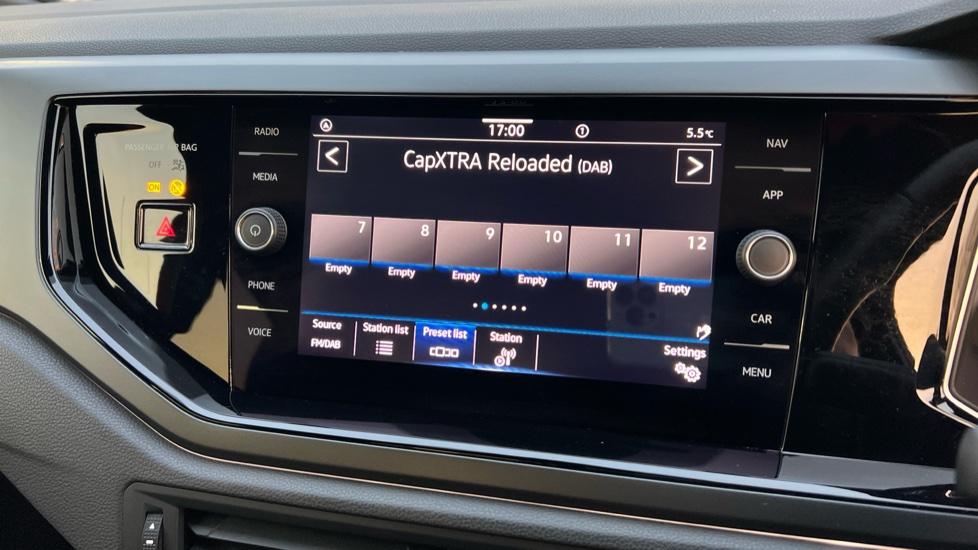 PASSENGER AIR BAG
OFF
ON
RADIO
MEDIA
PHONE
VOICE
17:00
5.5°C
CapXTRA Reloaded (DAB)
7 8 9 10 11 12
Empty Empty Empty Empty Empty Empty
Source Station list Preset list Station Settings
FM/DAB
NAV
APP
CAR
MENU